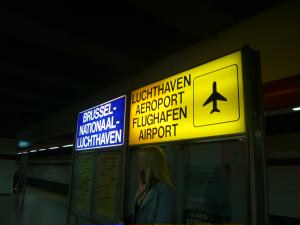 BRUSSEL-
NATIONAAL-
LUCHTHAVEN
LUCHTHAVEN
AEROPORT
FLUGHAFEN
AIRPORT